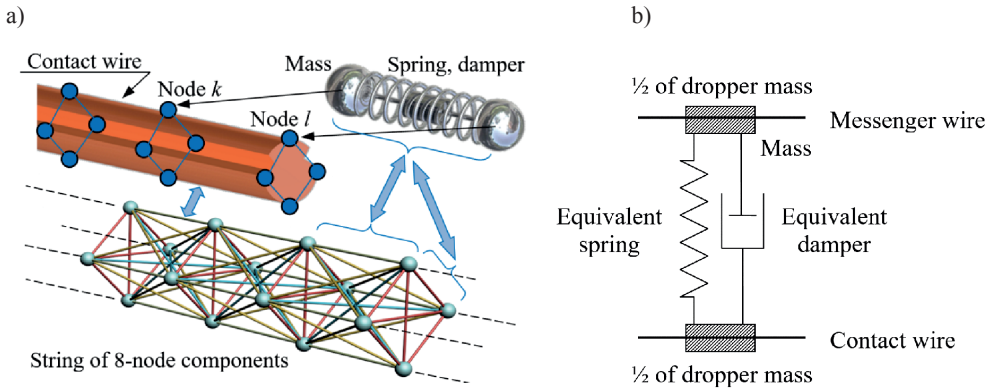 a)
Contact wire
Node k
Mass
Spring, damper
Node l
String of 8-node components
b)
½ of dropper mass
Messenger wire
Mass
Equivalent
spring
Equivalent
damper
Contact wire
½ of dropper mass